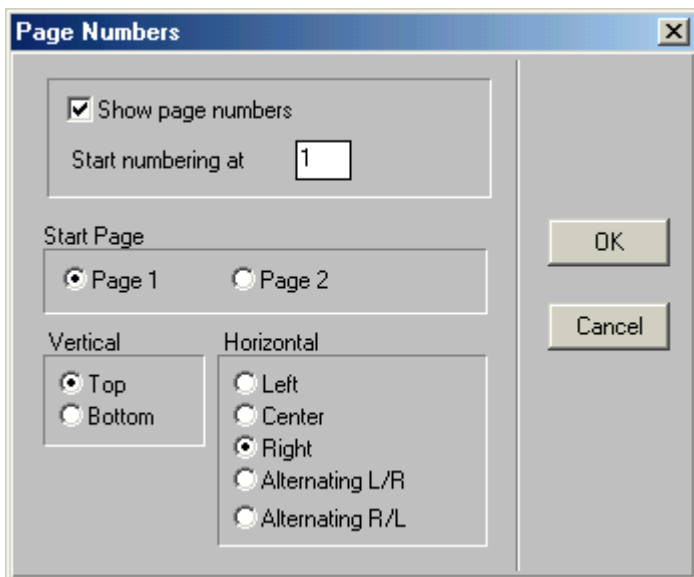 Page Numbers
Show page numbers
Start numbering at 1
Start Page
Page 1 Page 2
OK
Cancel
Vertical
Top
Bottom
Horizontal
Left
Center
Right
Alternating L/R
Alternating R/L